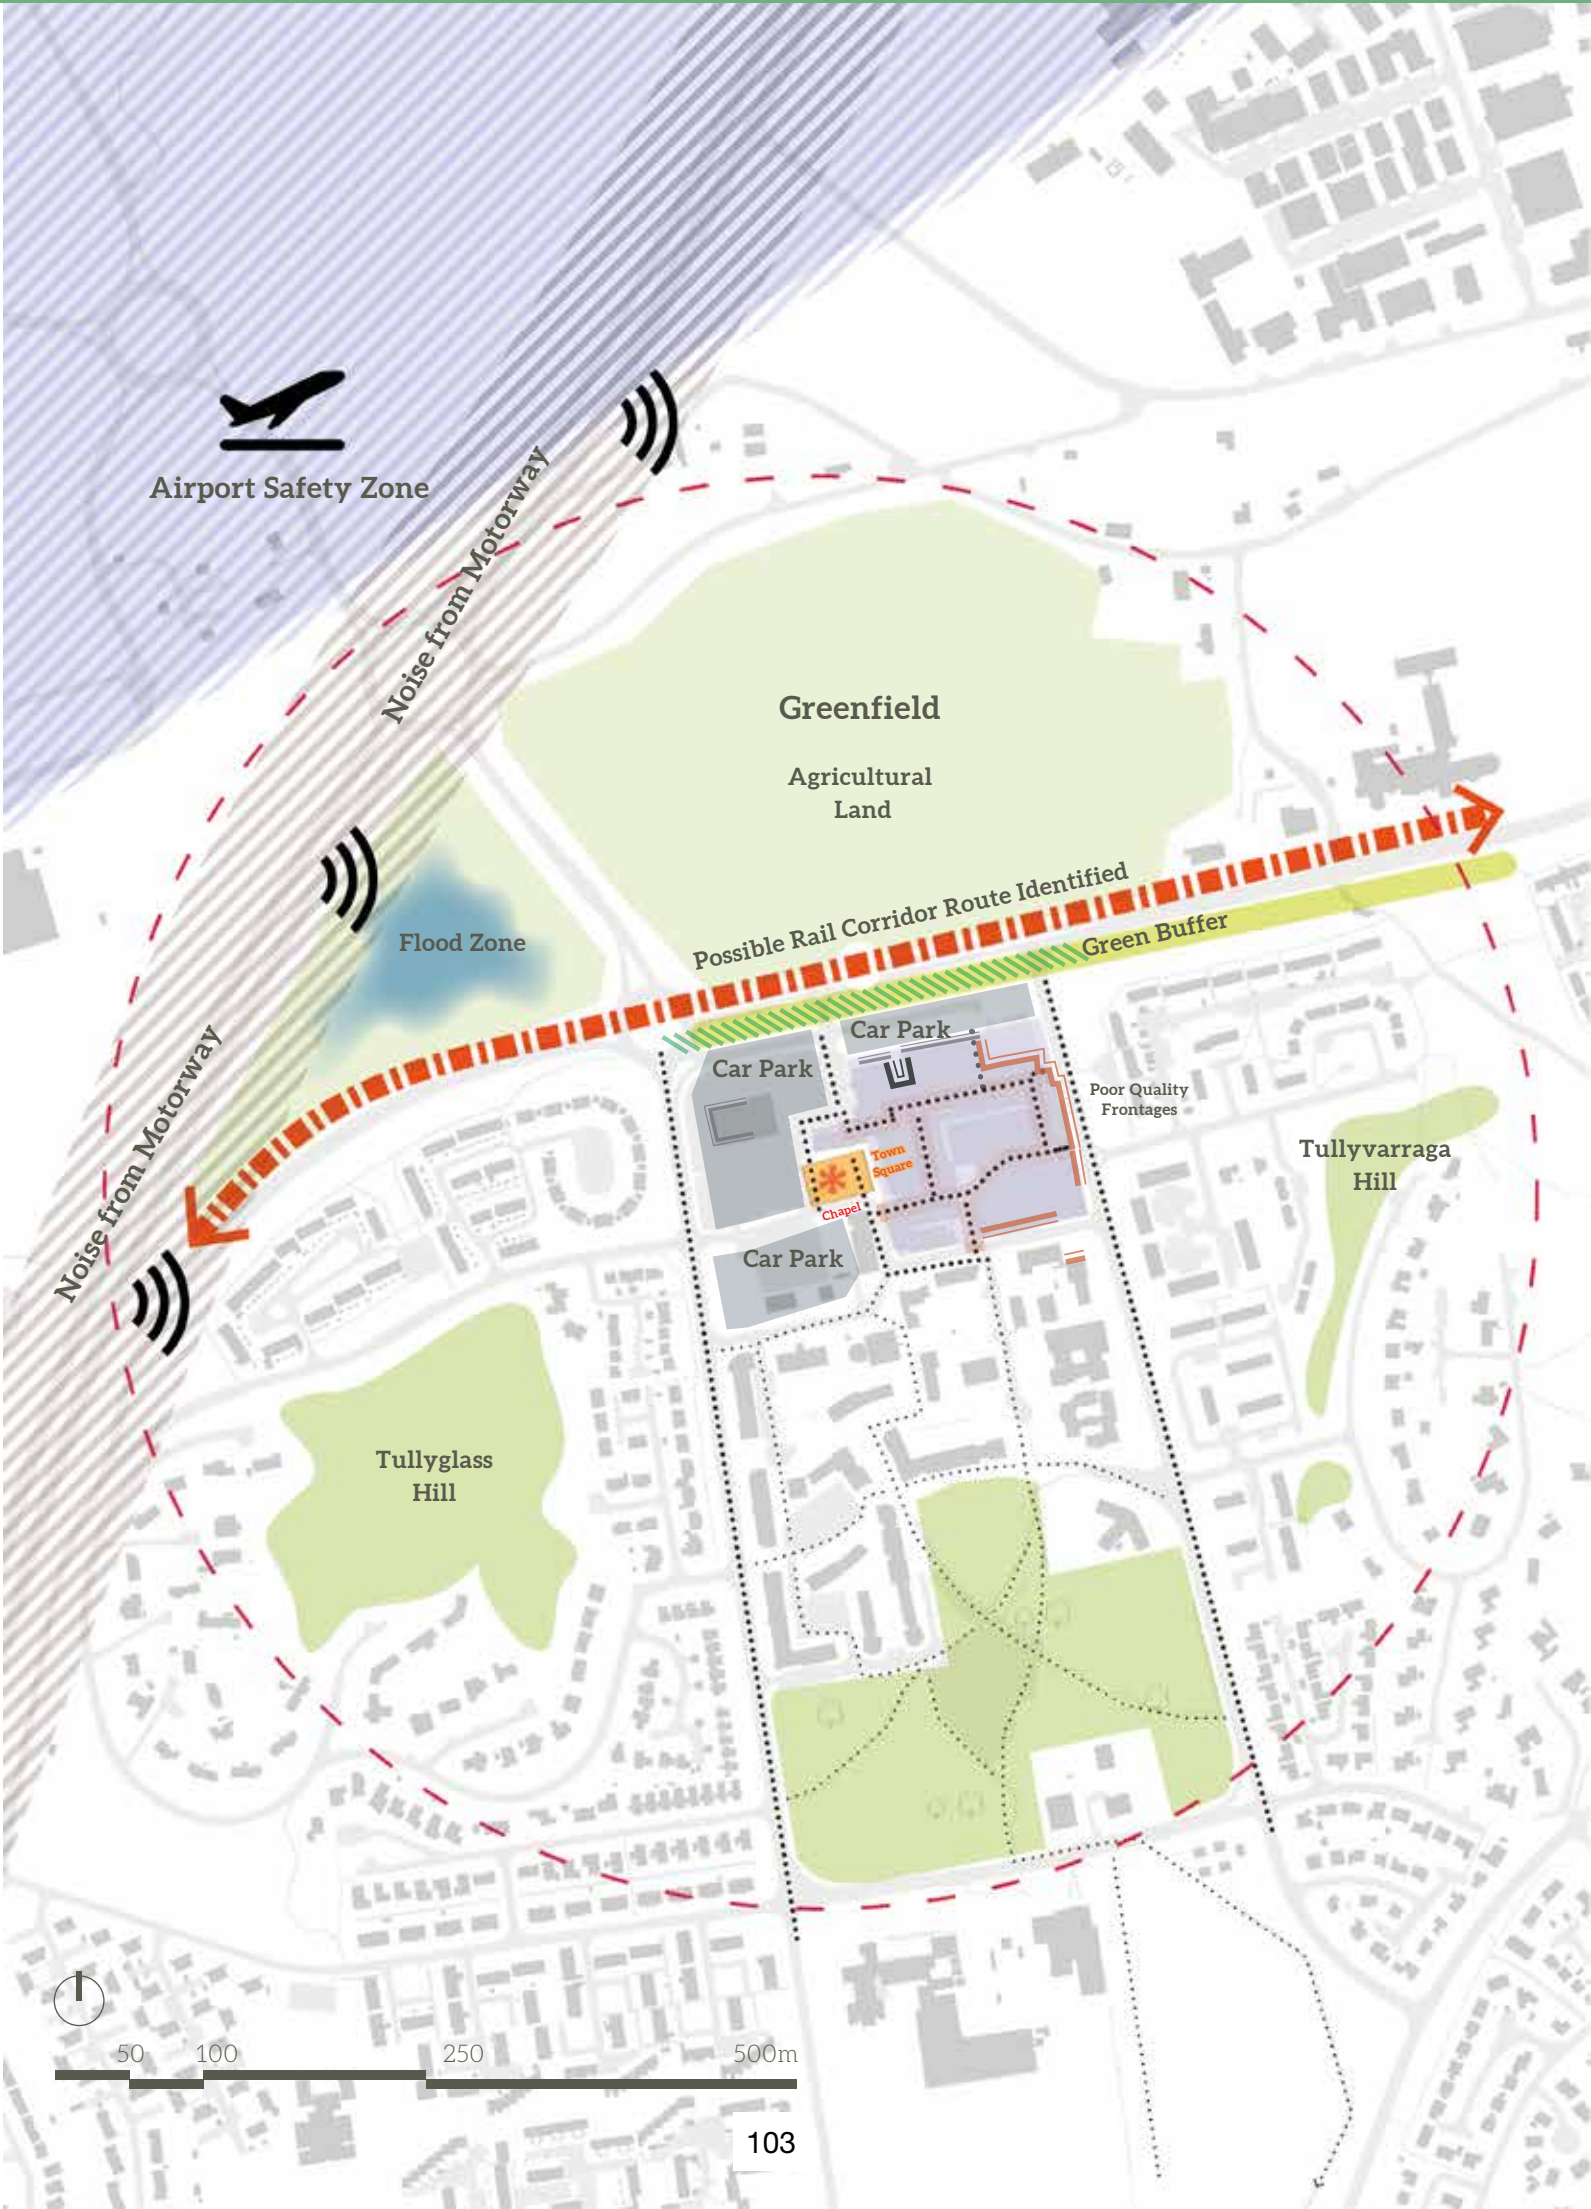 Airport Safety Zone
Noise from Motorway
Greenfield
Agricultural
Land
Possible Rail Corridor Route Identified
Green Buffer
Flood Zone
Car Park
Car Park
Poor Quality
Frontages
Noise from Motorway
Town
Square
Tullyvarraga
Hill
Chapel
Car Park
Tullyglass
Hill
50
100
250
500m
103